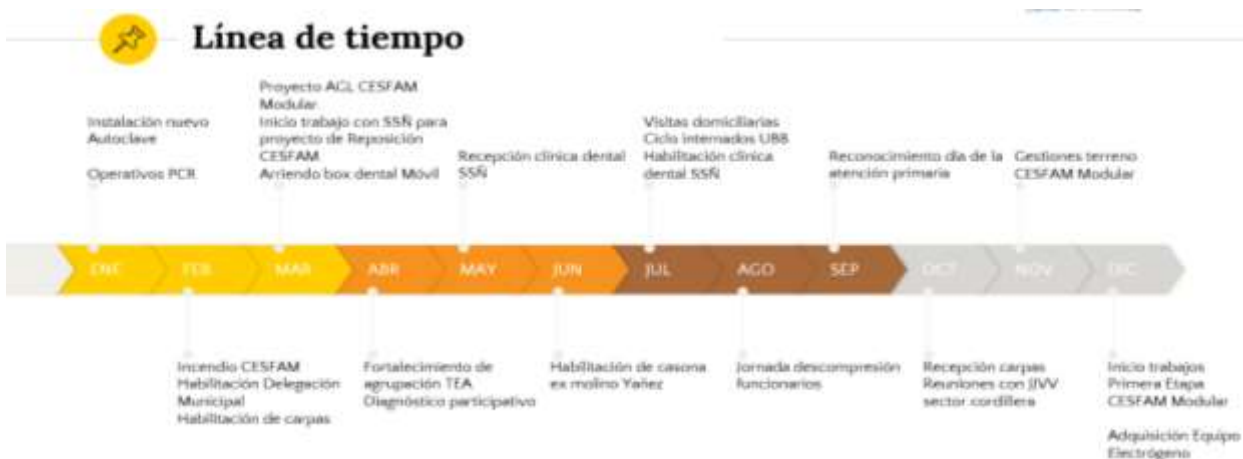 Línea de tiempo
Instalación nuevo
Autoclave
Operativos PCR
Proyecto AGL CESFAM
Modular
Inicio trabajo con SSÑ para
proyecto de Reposición
CESFAM
Arriendo box dental Móvil
Recepción clínica dental
SSÑ
Visitas domiciliarias
Ciclo internados UBB
Habilitación clínica
dental SSÑ
Reconocimiento día de la
atención primaria
Gestiones terreno
CESFAM Modular
ENE FEB MAR ABR MAY JUN JUL AGO SEP OCT NOV DIC
Incendio CESFAM
Habilitación Delegación
Municipal
Habilitación de carpas
Fortalecimiento de
agrupación TEA
Diagnóstico participativo
Habilitación de casona
ex molino Yañez
Jornada descompresión
funcionarios
Recepción carpas
Reuniones con JJVV
sector cordillera
Inicio trabajos
Primera Etapa
CESFAM Modular
Adquisición Equipo
Electrógeno